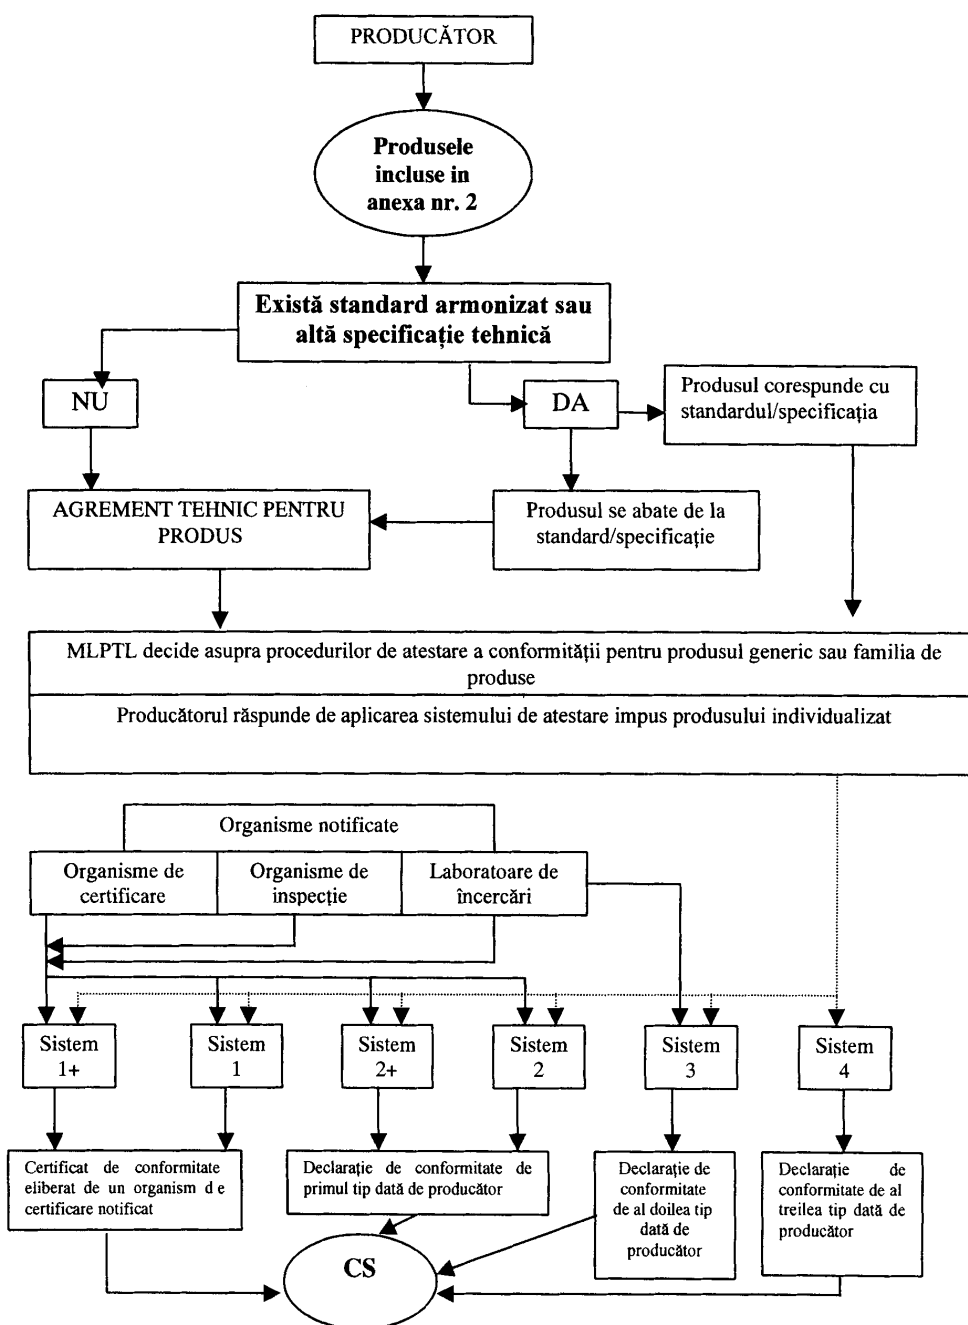 PRODUCĂTOR
Produsele
incluse in
anexa nr. 2
Există standard armonizat sau
altă specificație tehnică
NU
DA
Produsul corespunde cu
standardul/specificația
AGREMENT TEHNIC PENTRU
PRODUS
Produsul se abate de la
standard/specificație
MLPTL decide asupra procedurilor de atestare a conformității pentru produsul generic sau familia de
produse
Producătorul răspunde de aplicarea sistemului de atestare impus produsului individualizat
Organisme notificate
Organisme de
certificare
Organisme de
inspecție
Laboratoare de
încercări
Sistem
1+
Sistem
1
Sistem
2+
Sistem
2
Sistem
3
Sistem
4
Certificat de conformitate
eliberat de un organism d e
certificare notificat
Declarație de conformitate de
primul tip dată de producător
Declarație de
conformitate
de al doilea tip
dată de
producător
Declarație de
conformitate de al
treilea tip dată de
producător
CS